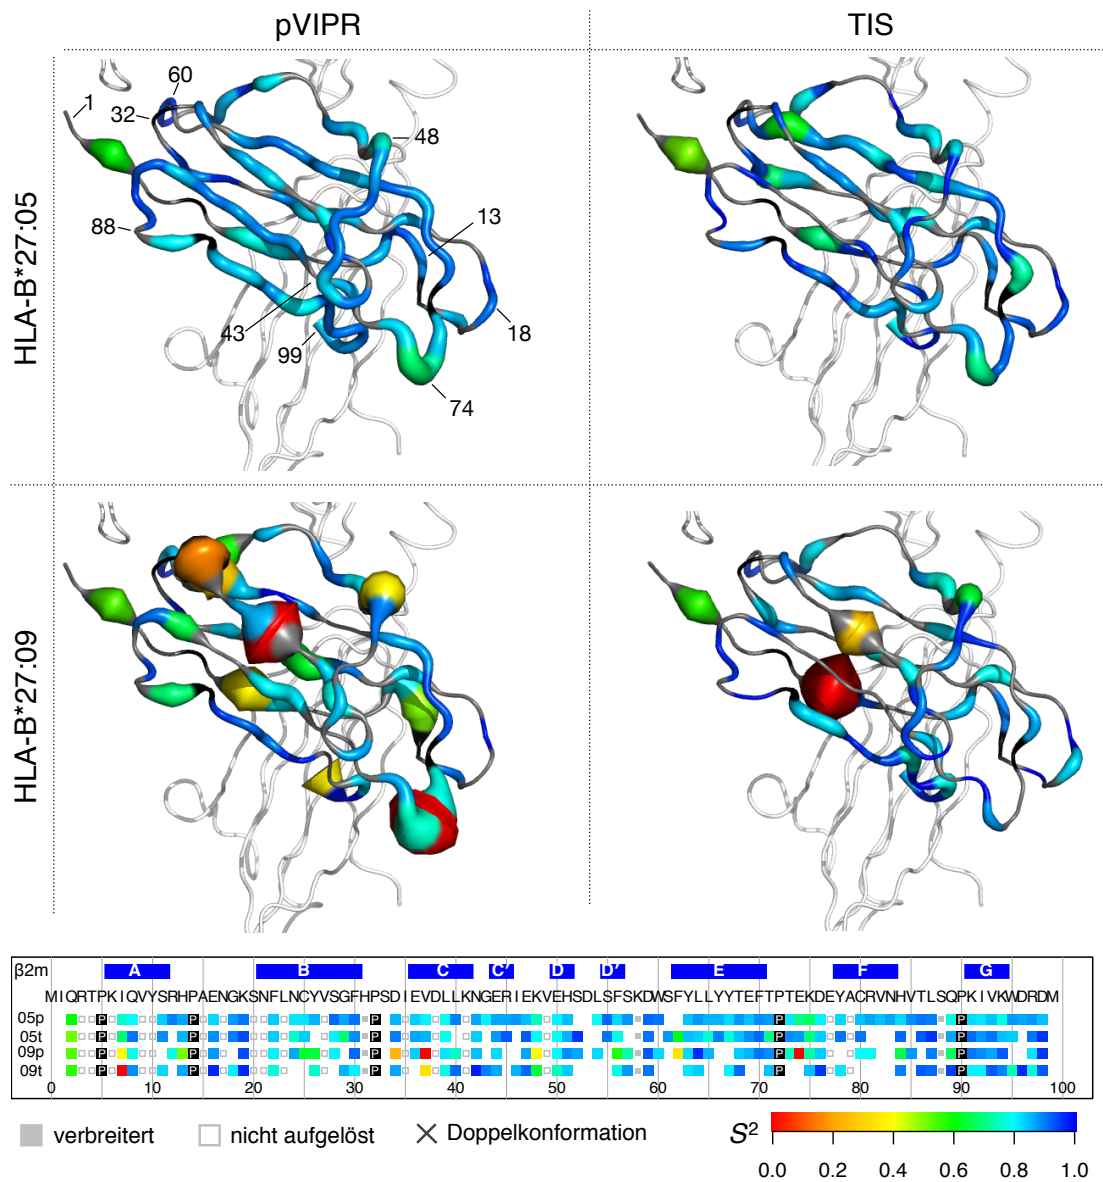 pVIPR
TIS
HLA-B*27:05
1
60
32
48
88
13
43
99
18
74
HLA-B*27:09
β2m A B C C' D D' E F G
MIQRTPKIQVYSRHPAENGKSNFLNCYVSGFHPSDIEVDLLKNGERIEKVEHSDLSFSKDWSFYLLYYTEFTPTEKDEYACRVNHVTLSQPKIVKWDRDM
05p P P P P P
05t P P P P P
09p P P P P P
09t P P P P P
0 10 20 30 40 50 60 70 80 90 100
verbreitert nicht aufgelöst Doppelkonformation S²
0.0 0.2 0.4 0.6 0.8 1.0